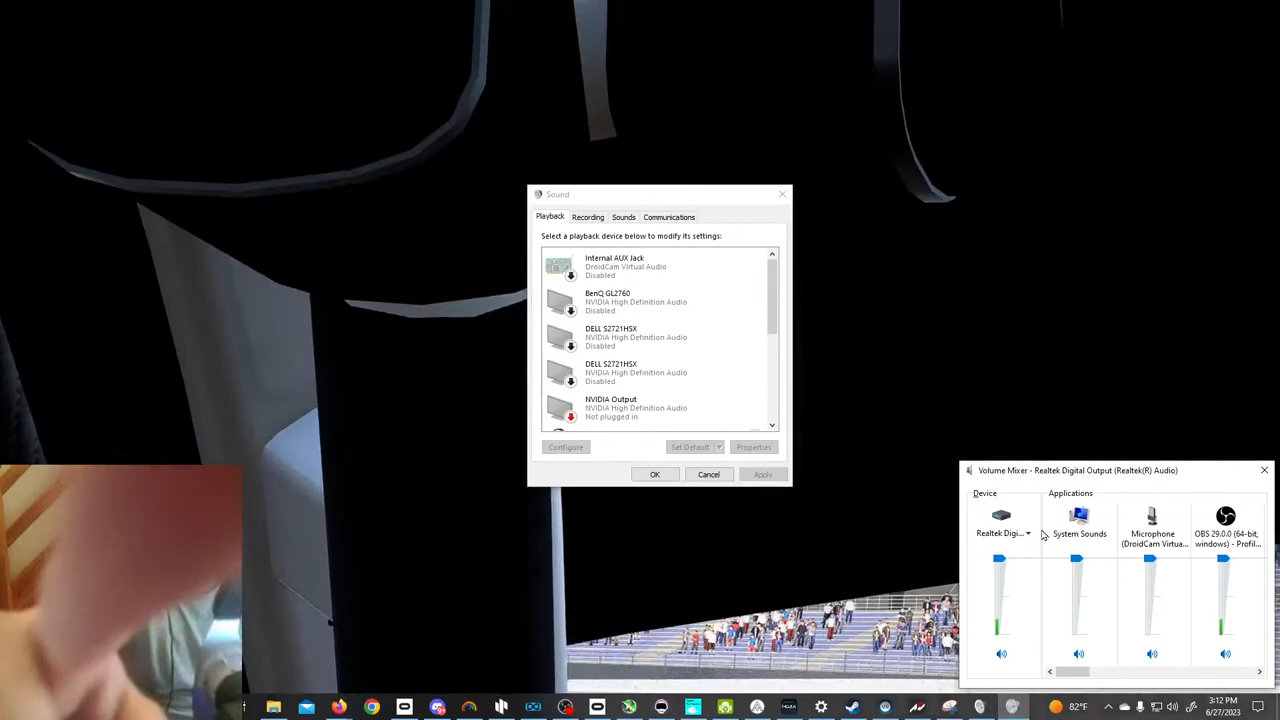 Sound
Playback Recording Sounds Communications
Select a playback device below to modify its settings:
Internal AUX Jack
DroidCam Virtual Audio
Disabled
BenQ GL2760
NVIDIA High Definition Audio
Disabled
DELL S2721HSX
NVIDIA High Definition Audio
Disabled
DELL S2721HSX
NVIDIA High Definition Audio
Disabled
NVIDIA Output
NVIDIA High Definition Audio
Not plugged in
Configure Set Default Properties
OK Cancel Apply
Volume Mixer - Realtek Digital Output (Realtek(R) Audio)
Device Applications
Realtek Digi... System Sounds
Microphone
(DroidCam Virtua...
OBS 29.0.0 (64-bit,
windows) - Profil...
82°F
3:12 PM
6/27/2023